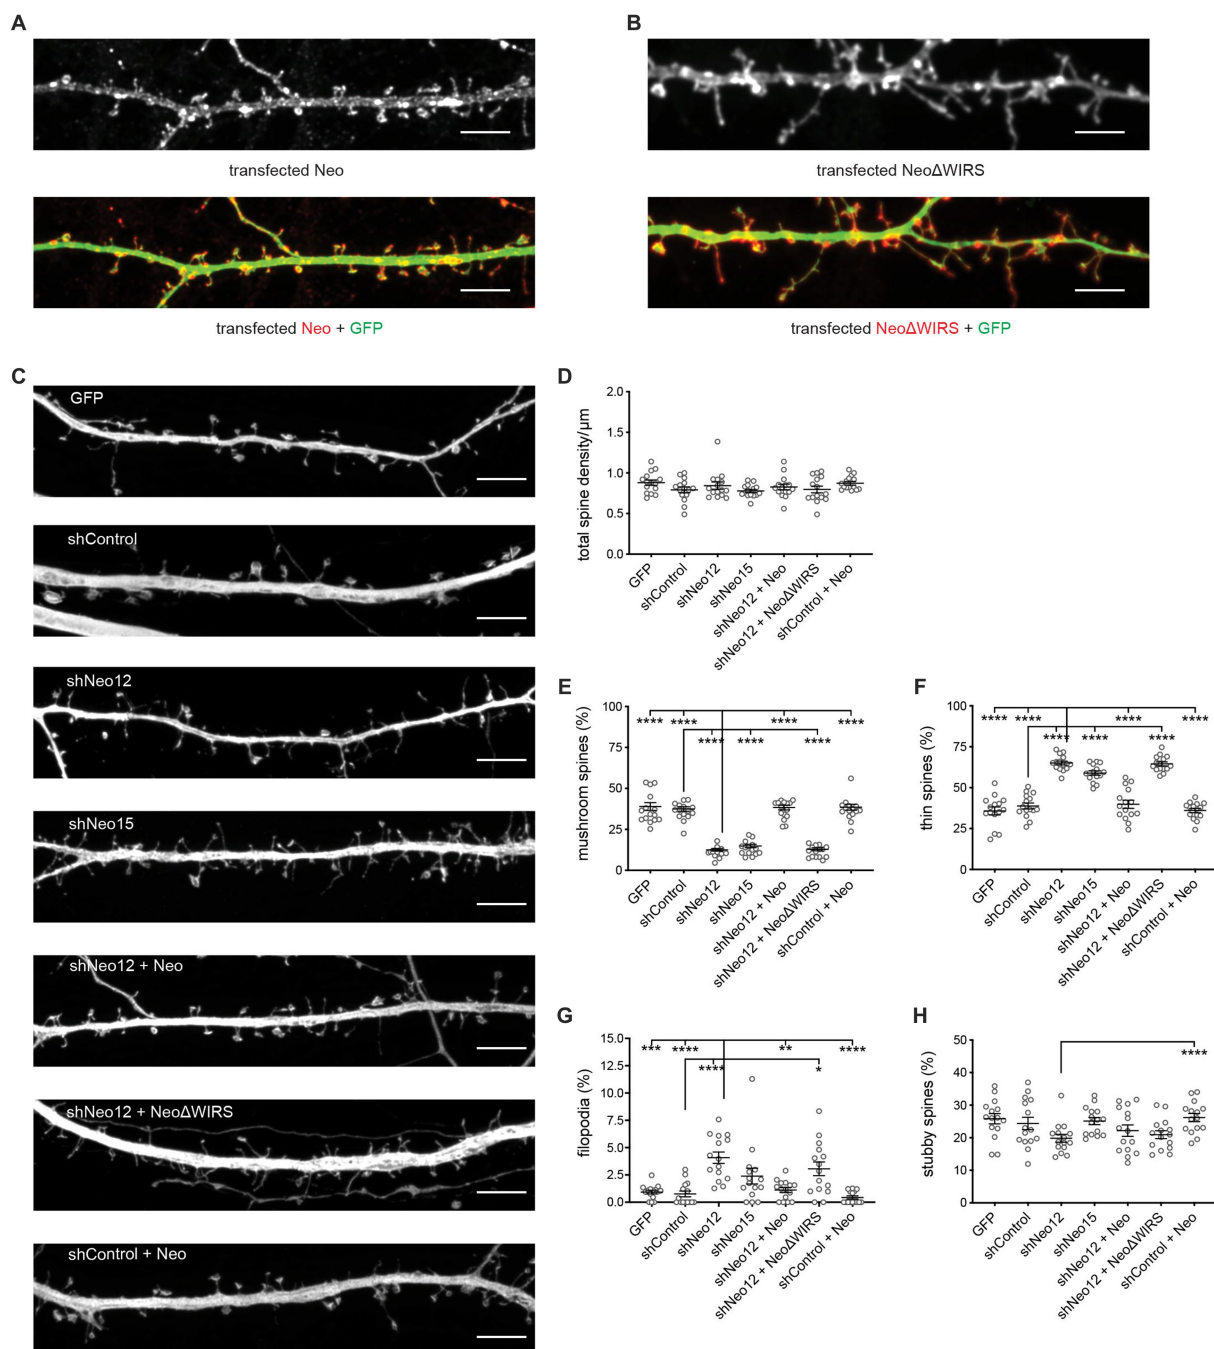 A
B
transfected Neo
transfected NeoΔWIRS
transfected Neo + GFP
transfected NeoΔWIRS + GFP
C
GFP
shControl
shNeo12
shNeo15
shNeo12 + Neo
shNeo12 + NeoΔWIRS
shControl + Neo
D
total spine density/µm
2.0
1.5
1.0
0.5
0.0
GFP
shControl
shNeo12
shNeo15
shNeo12 + Neo
shNeo12 + NeoΔWIRS
shControl + Neo
E
mushroom spines (%)
100
75
50
25
0
**** **** **** ****
**** **** ****
GFP
shControl
shNeo12
shNeo15
shNeo12 + Neo
shNeo12 + NeoΔWIRS
shControl + Neo
F
thin spines (%)
100
75
50
25
0
**** **** **** ****
**** **** ****
GFP
shControl
shNeo12
shNeo15
shNeo12 + Neo
shNeo12 + NeoΔWIRS
shControl + Neo
G
filopodia (%)
15.0
12.5
10.0
7.5
5.0
2.5
0.0
*** **** ** ****
**** *
GFP
shControl
shNeo12
shNeo15
shNeo12 + Neo
shNeo12 + NeoΔWIRS
shControl + Neo
H
stubby spines (%)
50
40
30
20
10
0
****
GFP
shControl
shNeo12
shNeo15
shNeo12 + Neo
shNeo12 + NeoΔWIRS
shControl + Neo